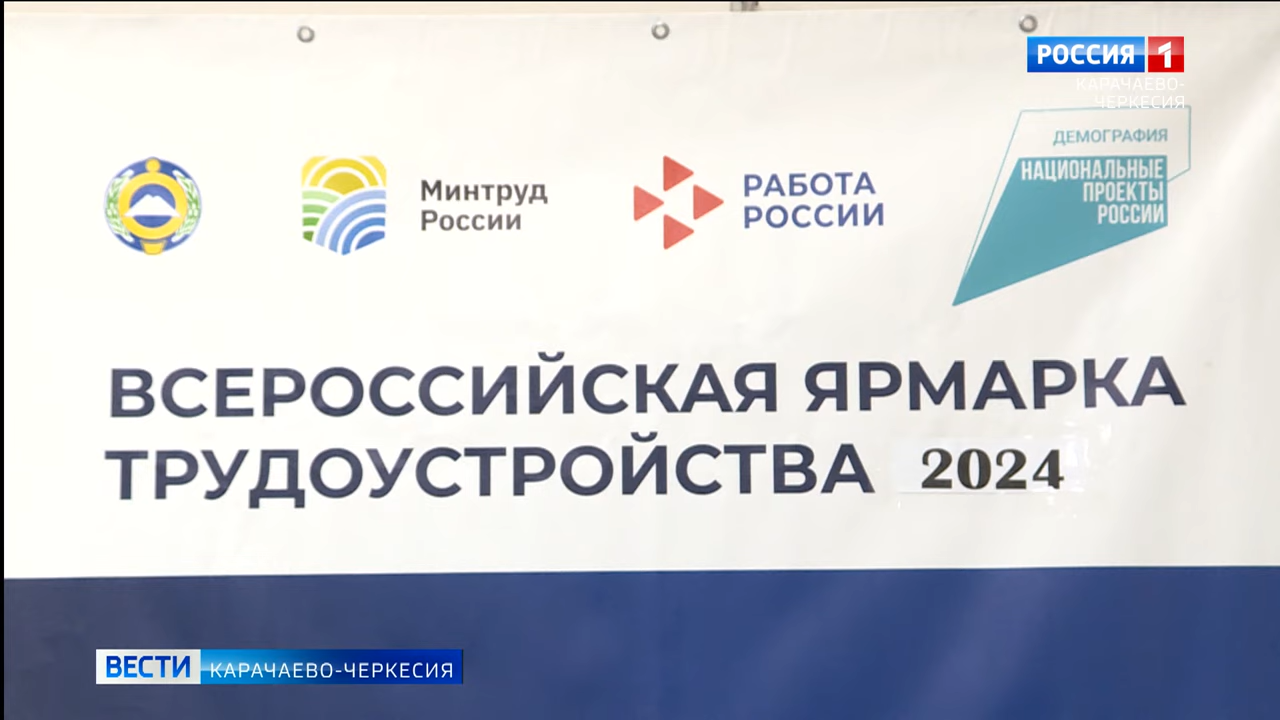 РОССИЯ 1
КАРАЧАЕВО-
ЧЕРКЕСИЯ
Минтруд
России
РАБОТА
РОССИИ
ДЕМОГРАФИЯ
НАЦИОНАЛЬНЫЕ
ПРОЕКТЫ
РОССИИ
ВСЕРОССИЙСКАЯ ЯРМАРКА
ТРУДОУСТРОЙСТВА 2024
ВЕСТИ КАРАЧАЕВО-ЧЕРКЕСИЯ